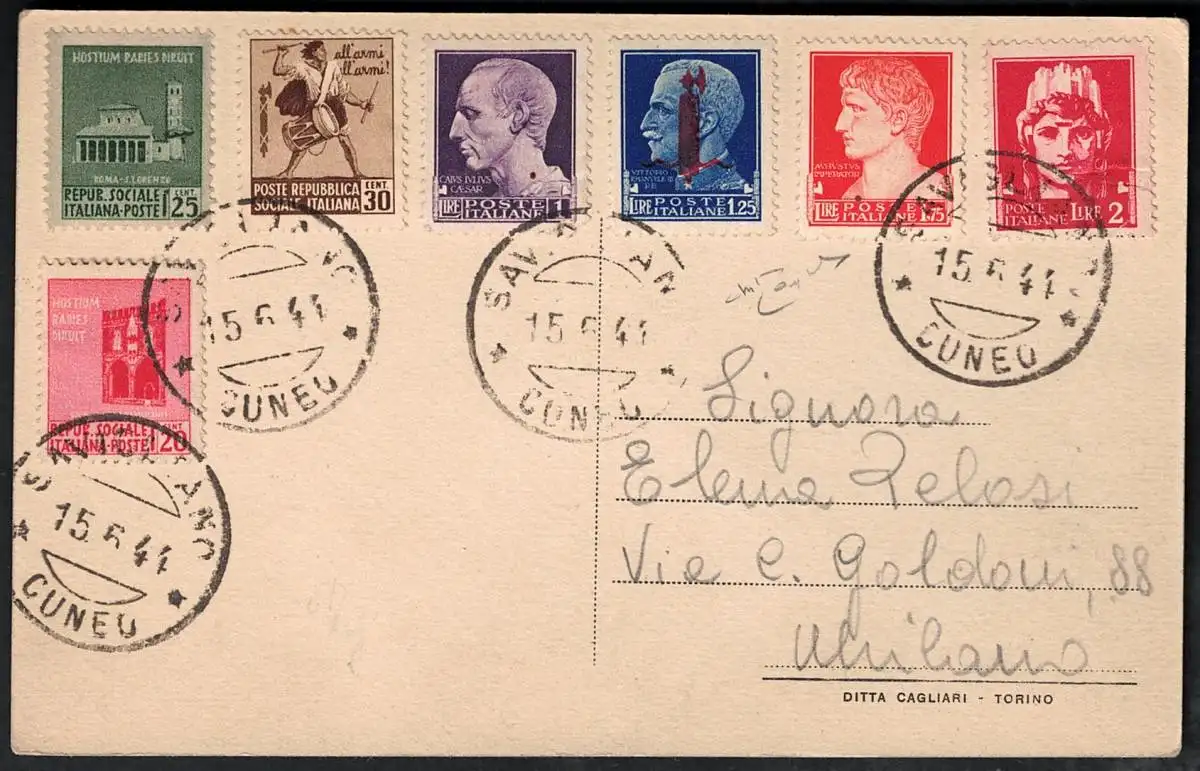 HOSTIUM RABIES DIRUIT
ROMA - S. LORENZO
REPUB. SOCIALE
ITALIANA-POSTE
CENT
25
all'armi
all'armi!
POSTE REPUBBLICA
SOCIALE ITALIANA
CENT.
30
CAIVS IVLIVS
CAESAR
LIRE POSTE ITALIANE 1
VITTORIO
EMANUELE III
RE
LIRE POSTE ITALIANE 1.25
AVGVSTVS
IMPERATOR
LIRE POSTE ITALIANE 1.75
POSTE ITALIANE LIRE 2
HOSTIUM
RABIES
DIRUIT
REPUB. SOCIALE
ITALIANA-POSTE
CENT
20
15.6.44
CUNEO
15.6.44
CUNEO
15.6.44
CUNEO
SAVIGLIANO
15.6.44
CUNEO
Signora
Elena Pelosi
Via C. Goldoni, 88
Milano
DITTA CAGLIARI - TORINO